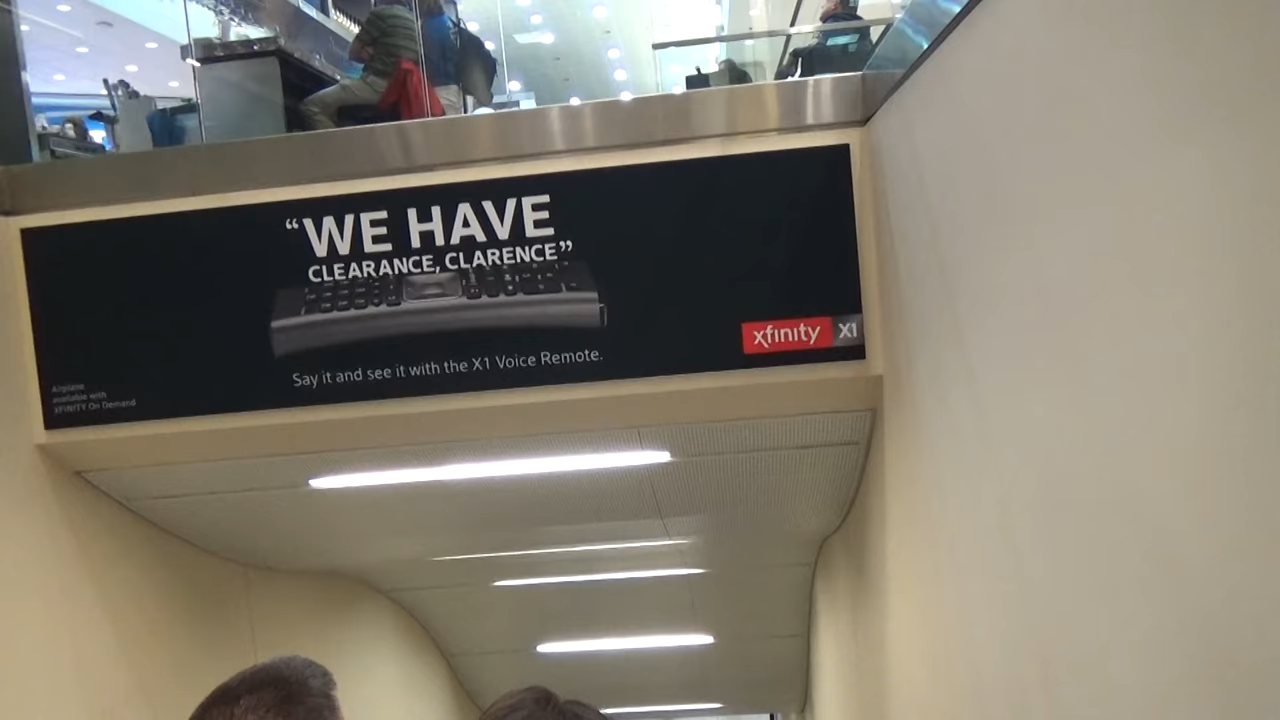 “WE HAVE
CLEARANCE, CLARENCE”
Say it and see it with the X1 Voice Remote.
xfinity X1
Airplane
available with
XFINITY On Demand